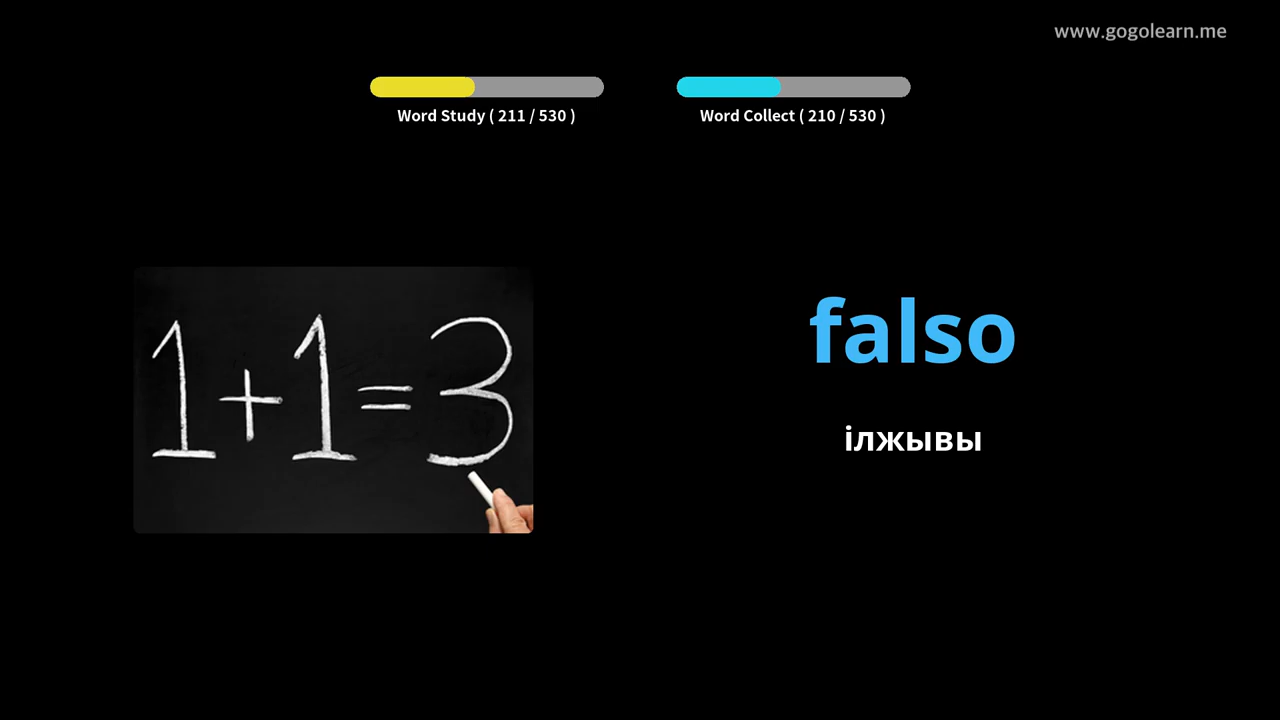 www.gogolearn.me
Word Study ( 211 / 530 )
Word Collect ( 210 / 530 )
1+1=3
falso
ілжывы